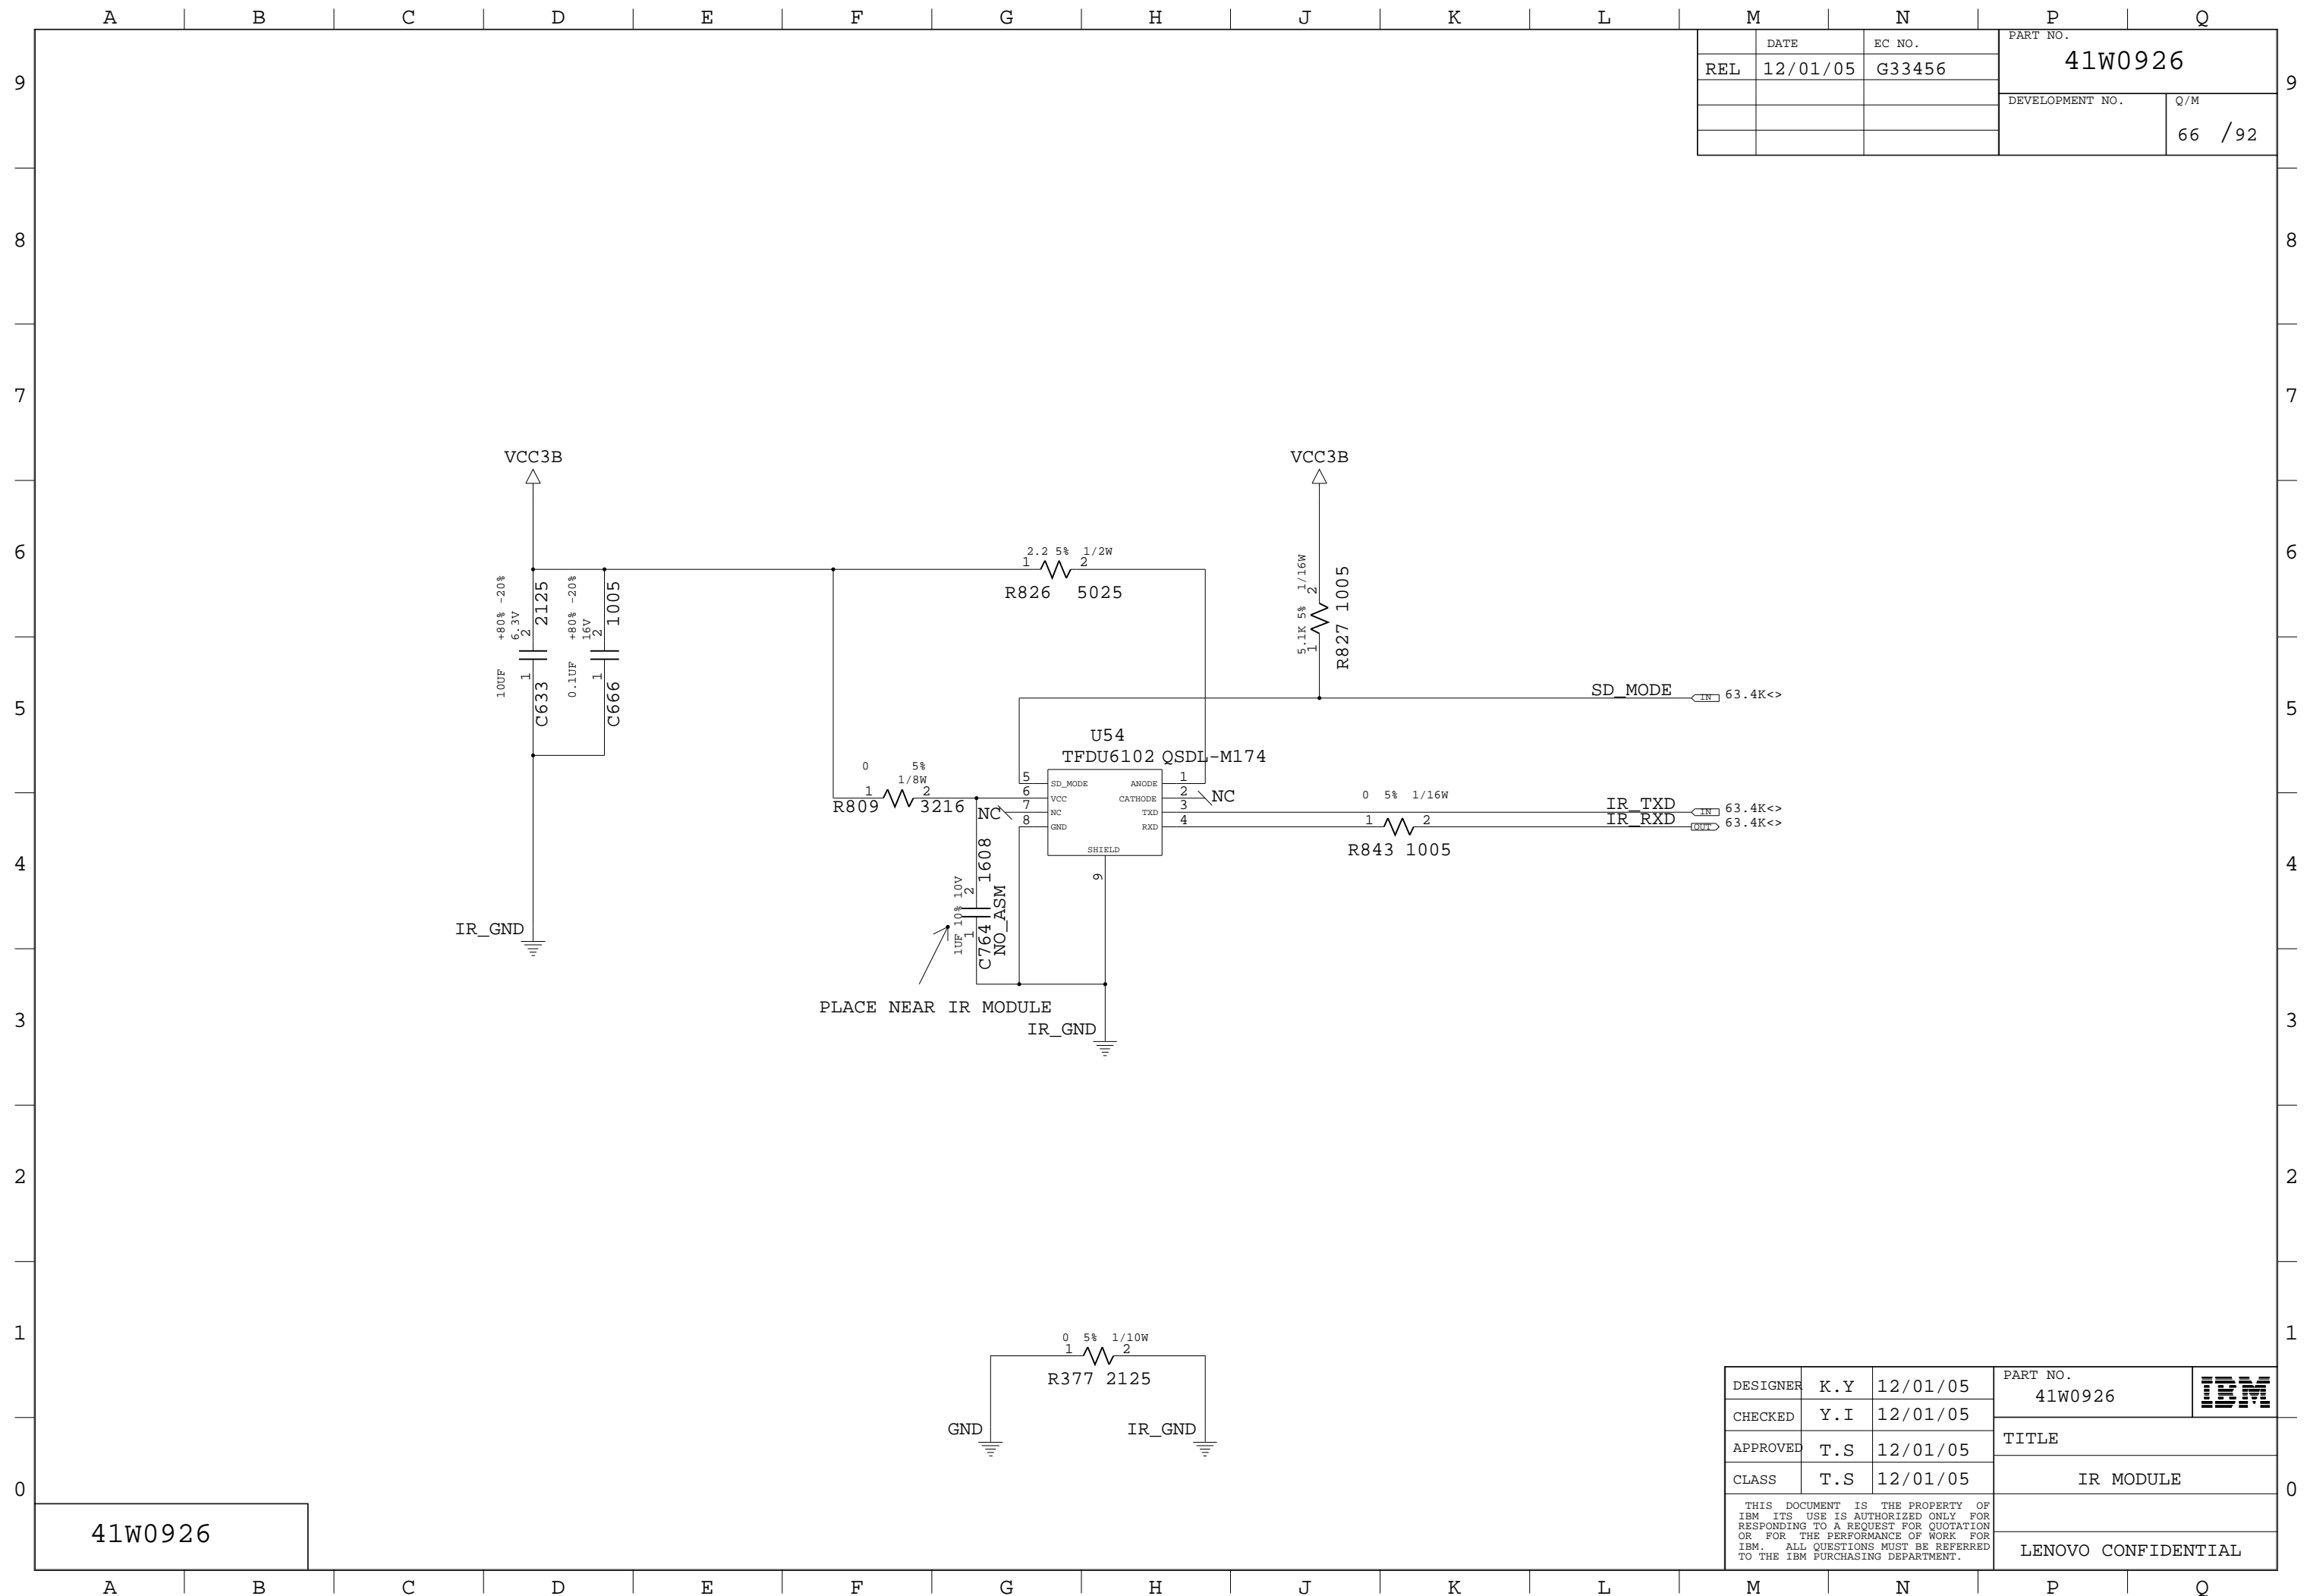 A B C D E F G H J K L M N P Q
DATE EC NO.
REL 12/01/05 G33456
PART NO.
41W0926
DEVELOPMENT NO.
Q/M
66 /92
9 9
8 8
7 7
VCC3B VCC3B
6 6
2.2 5% 1/2W
1 2
R826 5025
10UF +80% -20%
6.3V
1 2
C633 2125
0.1UF +80% -20%
16V
1 2
C666 1005
5.1K 5% 1/16W
1 2
R827 1005
5 5
SD_MODE IN 63.4K<>
U54
TFDU6102 QSDL-M174
0 5%
1/8W
1 2
R809 3216
5 SD_MODE ANODE 1
6 VCC CATHODE 2 NC
NC 7 NC TXD 3
8 GND RXD 4
SHIELD
9
0 5% 1/16W
1 2
R843 1005
IR_TXD IN 63.4K<>
IR_RXD OUT 63.4K<>
4 4
1UF 10% 10V
1 2
C764 1608
NO_ASM
IR_GND
PLACE NEAR IR MODULE
IR_GND
3 3
2 2
1 1
0 5% 1/10W
1 2
R377 2125
GND IR_GND
0 0
DESIGNER K.Y 12/01/05
CHECKED Y.I 12/01/05
APPROVED T.S 12/01/05
CLASS T.S 12/01/05
PART NO.
41W0926
IBM
TITLE
IR MODULE
THIS DOCUMENT IS THE PROPERTY OF
IBM ITS USE IS AUTHORIZED ONLY FOR
RESPONDING TO A REQUEST FOR QUOTATION
OR FOR THE PERFORMANCE OF WORK FOR
IBM. ALL QUESTIONS MUST BE REFERRED
TO THE IBM PURCHASING DEPARTMENT.
LENOVO CONFIDENTIAL
41W0926
A B C D E F G H J K L M N P Q